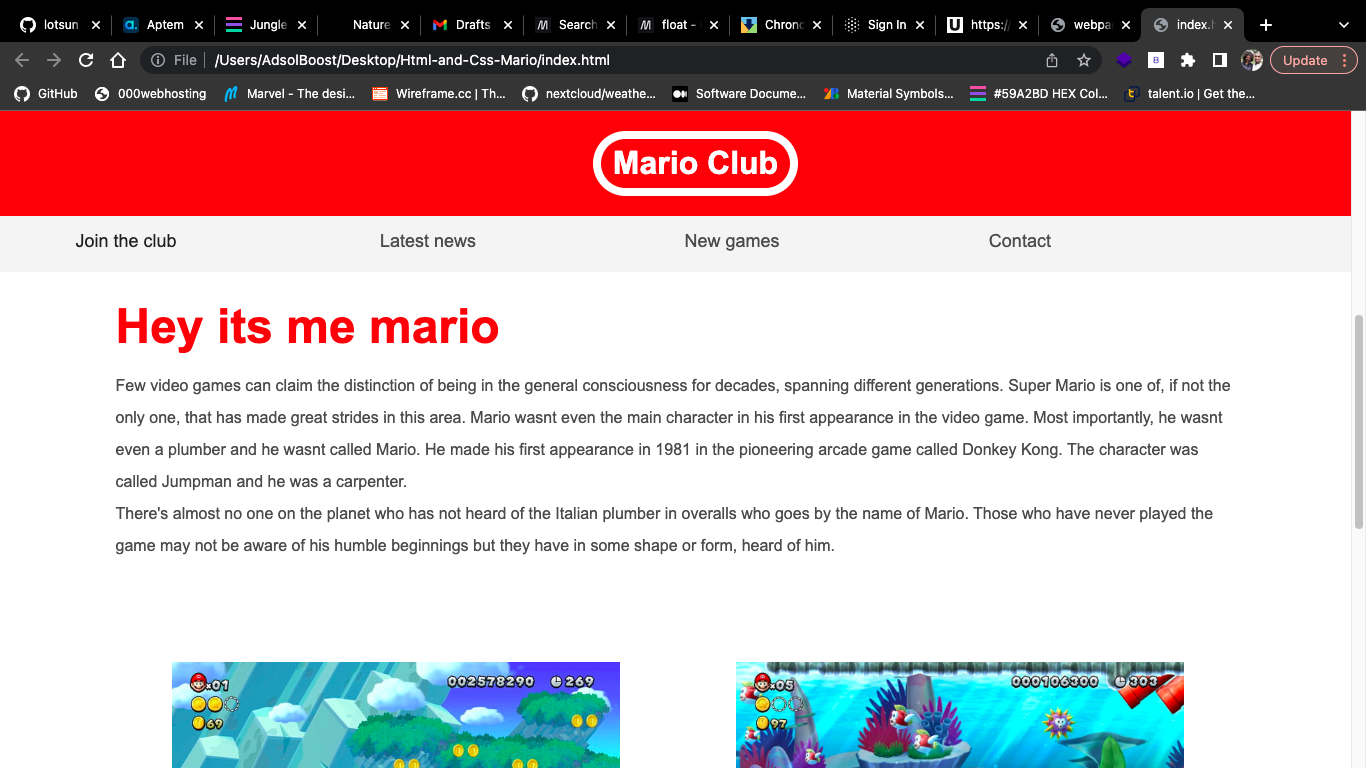 lotsun
Aptem
Jungle
Nature
Drafts
Search
float -
Chrono
Sign In
https:/
webpa
index.h
File
/Users/AdsolBoost/Desktop/Html-and-Css-Mario/index.html
Update
GitHub
000webhosting
Marvel - The desi...
Wireframe.cc | Th...
nextcloud/weathe...
Software Docume...
Material Symbols...
#59A2BD HEX Col...
talent.io | Get the...
Mario Club
Join the club
Latest news
New games
Contact
Hey its me mario
Few video games can claim the distinction of being in the general consciousness for decades, spanning different generations. Super Mario is one of, if not the
only one, that has made great strides in this area. Mario wasnt even the main character in his first appearance in the video game. Most importantly, he wasnt
even a plumber and he wasnt called Mario. He made his first appearance in 1981 in the pioneering arcade game called Donkey Kong. The character was
called Jumpman and he was a carpenter.
There's almost no one on the planet who has not heard of the Italian plumber in overalls who goes by the name of Mario. Those who have never played the
game may not be aware of his humble beginnings but they have in some shape or form, heard of him.
x01
002578290
269
69
x05
000106300
303
97